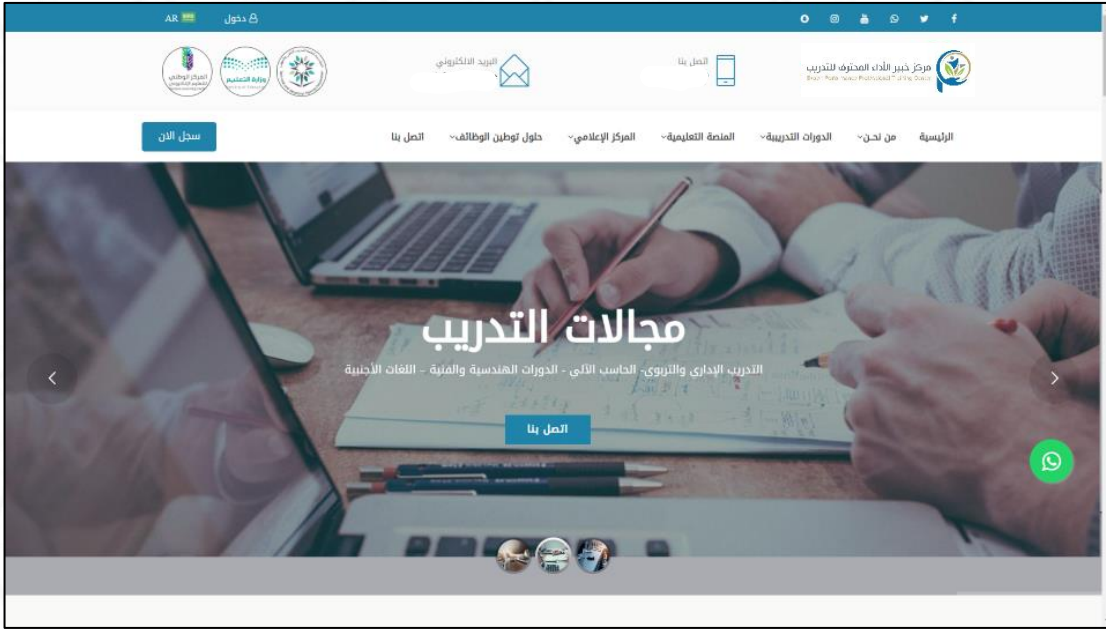 دخول
AR
مركز خبير الأداء المحترف للتدريب
اتصل بنا
البريد الالكتروني
وزارة التعليم
المركز الوطني للتعليم الإلكتروني
الرئيسية من نحن الدورات التدريبية المنصة التعليمية المركز الإعلامي حلول توطين الوظائف اتصل بنا
سجل الان
مجالات التدريب
التدريب الإداري والتربوي- الحاسب الآلي - الدورات الهندسية والفنية - اللغات الأجنبية
اتصل بنا